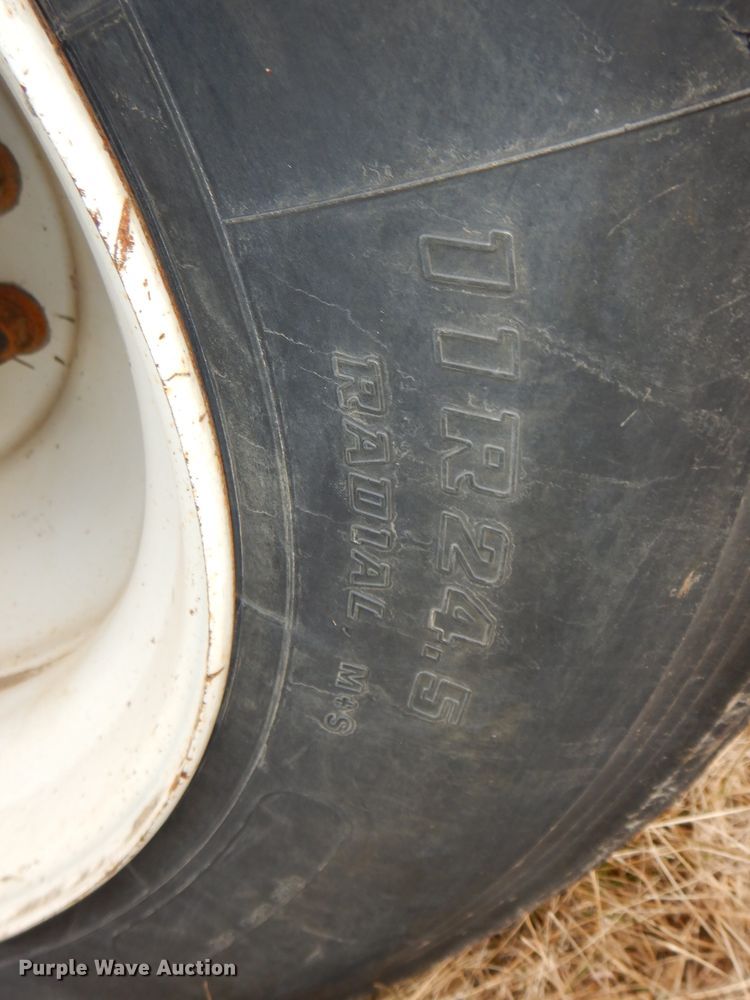 11R24.5
RADIAL M+S
Purple Wave Auction